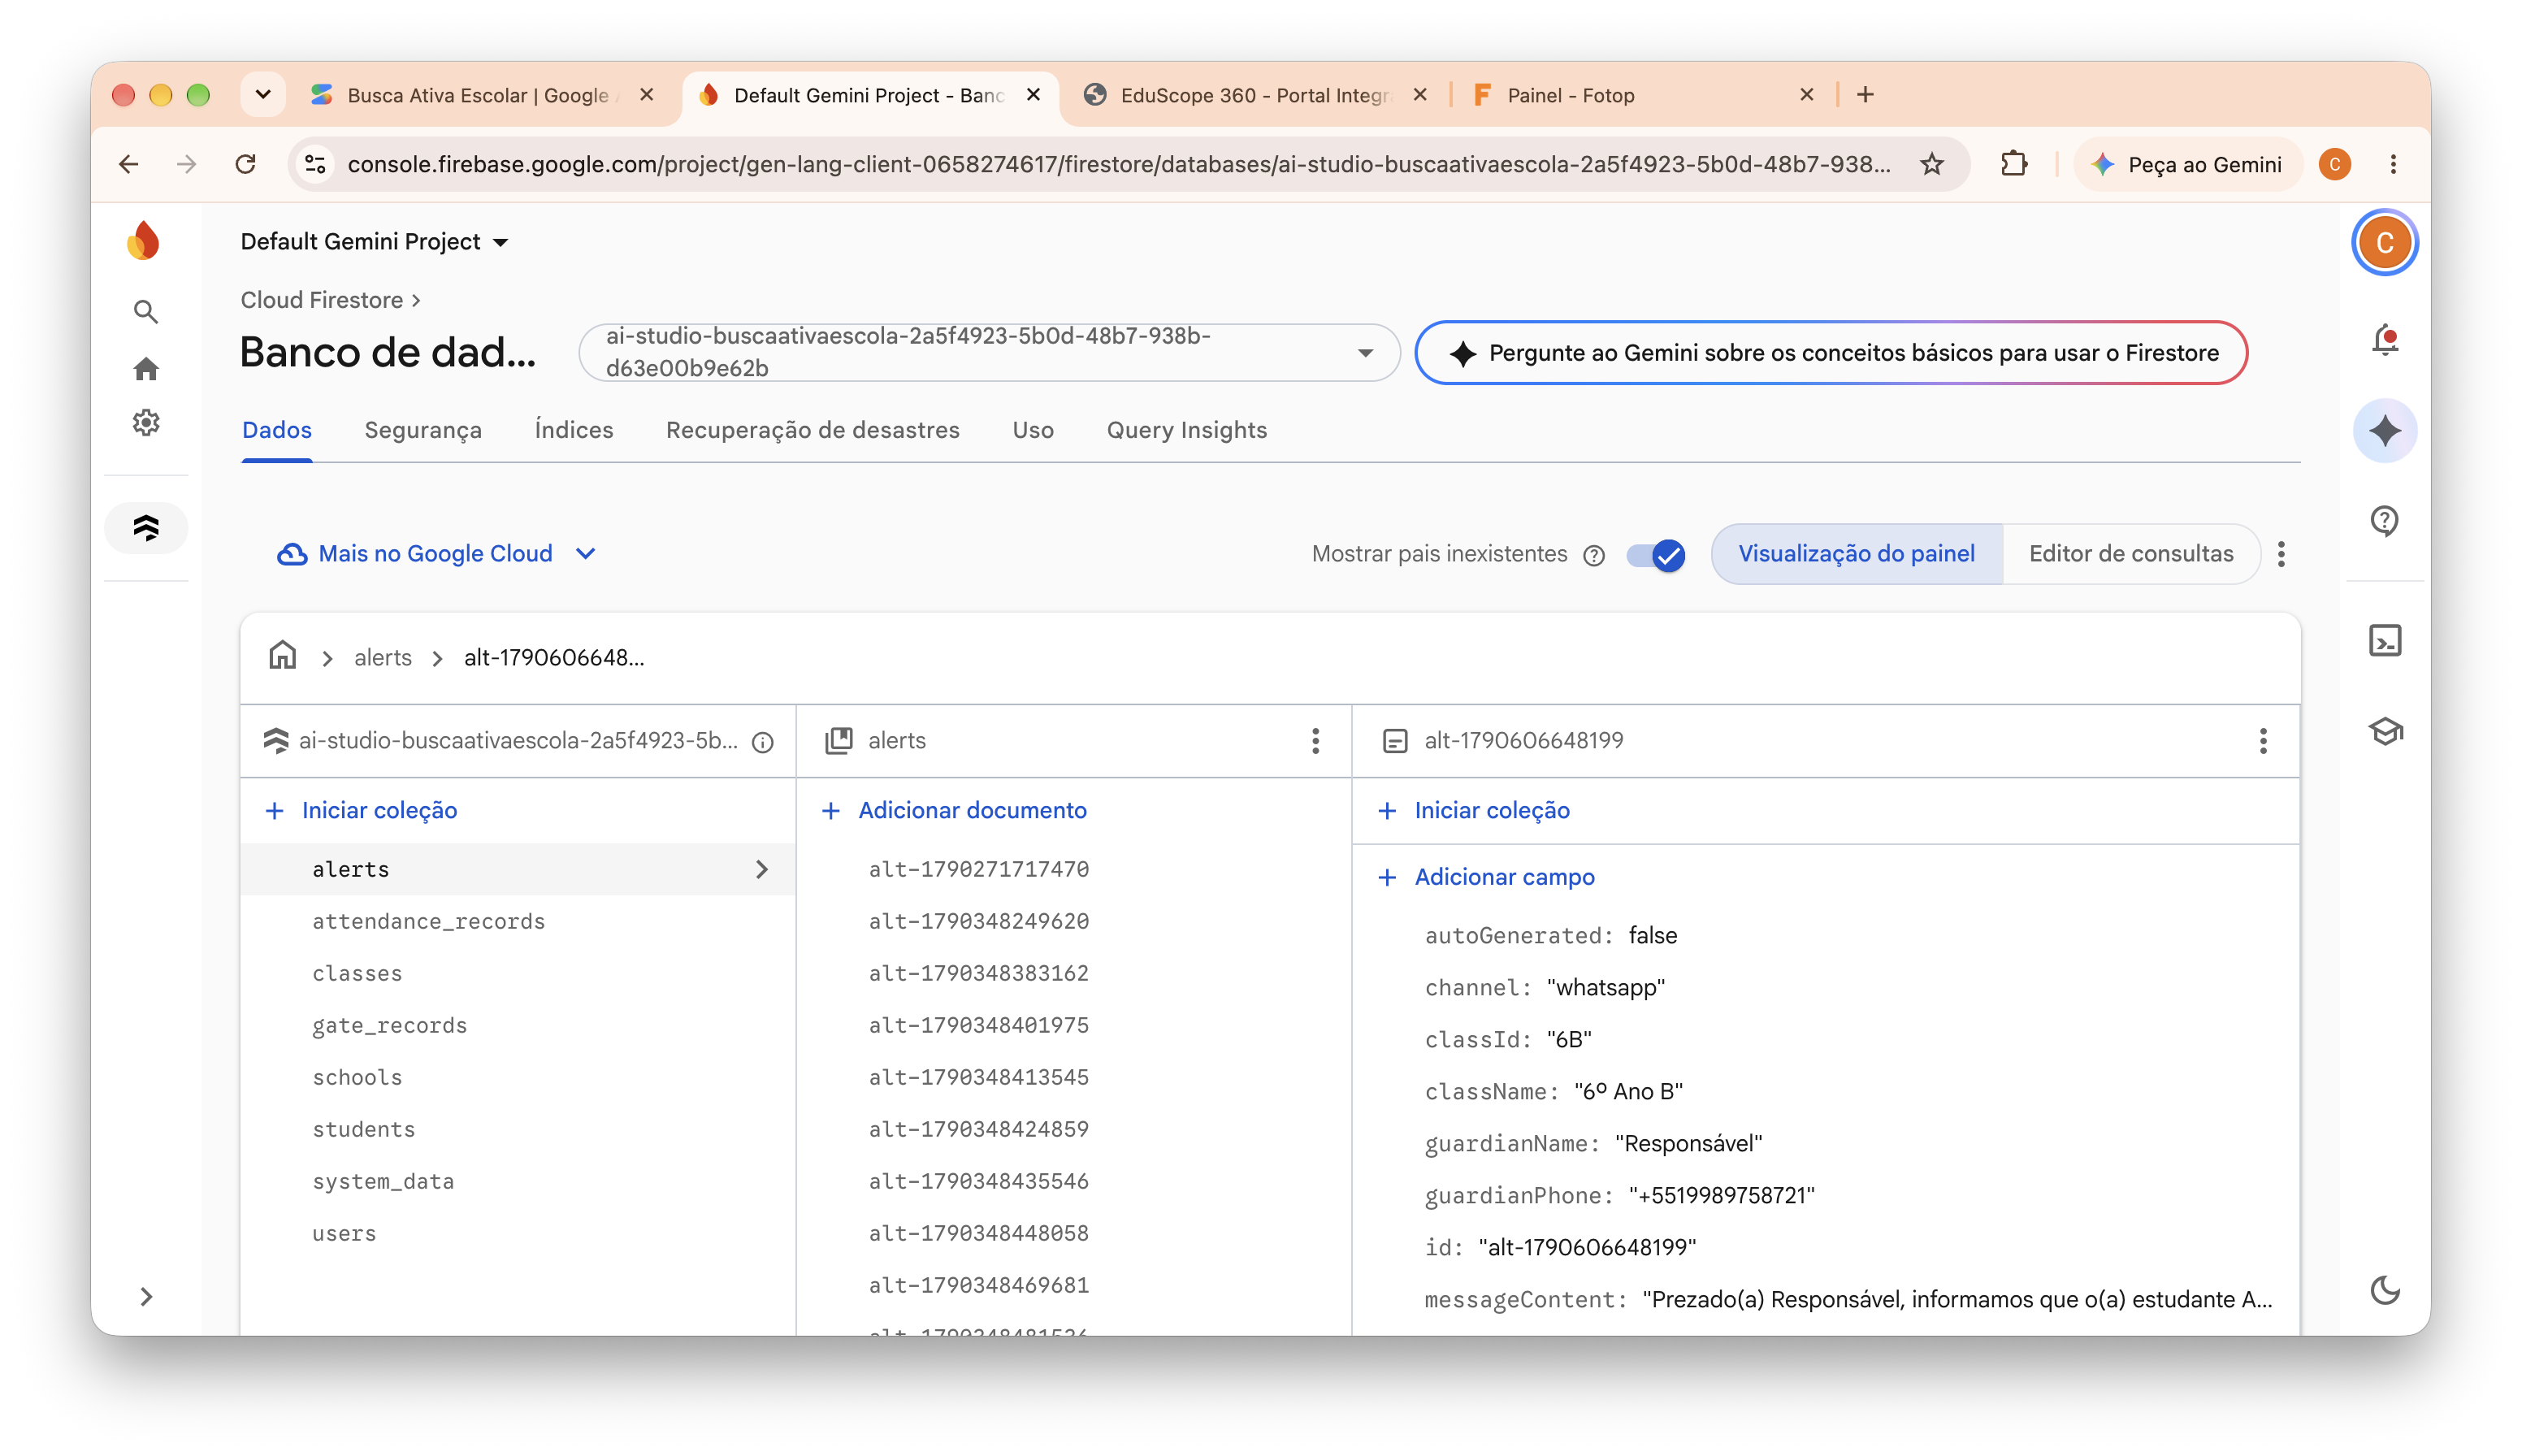 Busca Ativa Escolar | Google
Default Gemini Project - Banc
EduScope 360 - Portal Integr
Painel - Fotop
console.firebase.google.com/project/gen-lang-client-0658274617/firestore/databases/ai-studio-buscaativaescola-2a5f4923-5b0d-48b7-938...
Peça ao Gemini
C
Default Gemini Project
C
Cloud Firestore
Banco de dad...
ai-studio-buscaativaescola-2a5f4923-5b0d-48b7-938b-
d63e00b9e62b
Pergunte ao Gemini sobre os conceitos básicos para usar o Firestore
Dados
Segurança
Índices
Recuperação de desastres
Uso
Query Insights
Mais no Google Cloud
Mostrar pais inexistentes
Visualização do painel
Editor de consultas
alerts
alt-1790606648...
ai-studio-buscaativaescola-2a5f4923-5b...
alerts
alt-1790606648199
+ Iniciar coleção
+ Adicionar documento
+ Iniciar coleção
alerts
attendance_records
classes
gate_records
schools
students
system_data
users
alt-1790271717470
alt-1790348249620
alt-1790348383162
alt-1790348401975
alt-1790348413545
alt-1790348424859
alt-1790348435546
alt-1790348448058
alt-1790348469681
+ Adicionar campo
autoGenerated: false
channel: "whatsapp"
classId: "6B"
className: "6º Ano B"
guardianName: "Responsável"
guardianPhone: "+5519989758721"
id: "alt-1790606648199"
messageContent: "Prezado(a) Responsável, informamos que o(a) estudante A...